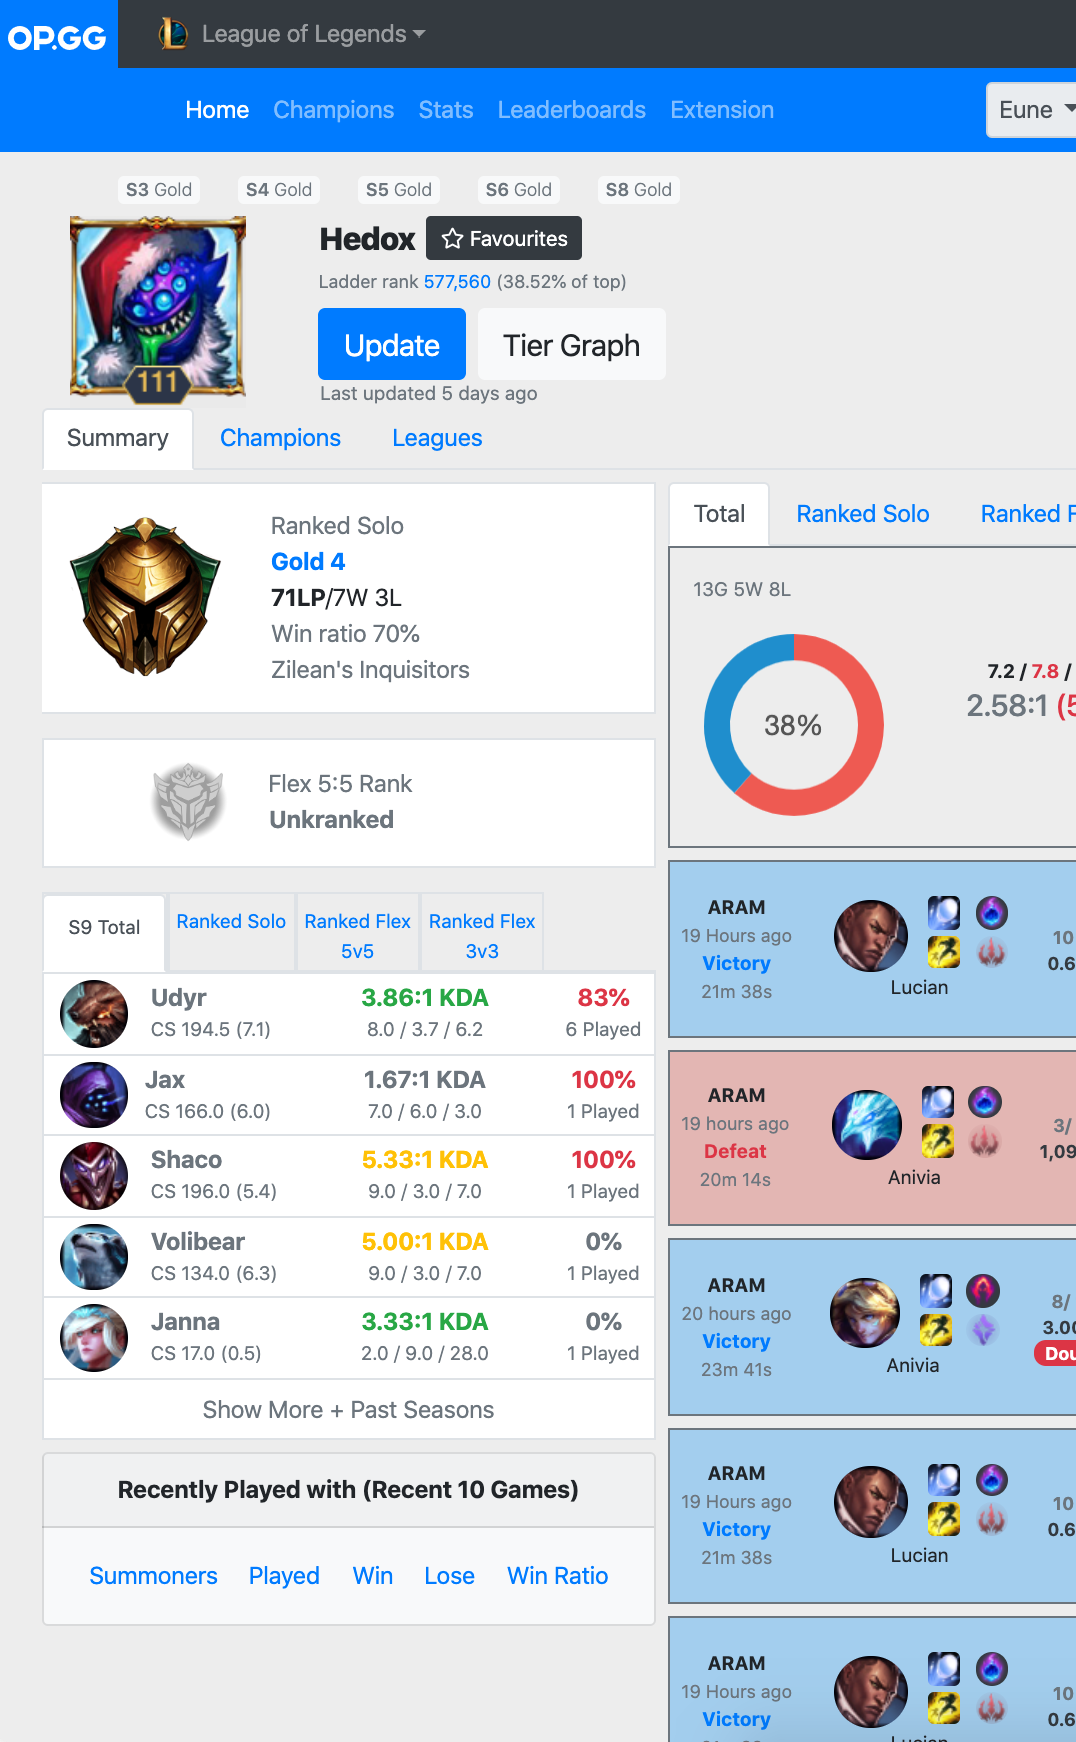 OP.GG
League of Legends
Home Champions Stats Leaderboards Extension
Eune
S3 Gold S4 Gold S5 Gold S6 Gold S8 Gold
Hedox Favourites
Ladder rank 577,560 (38.52% of top)
Update Tier Graph
Last updated 5 days ago
111
Summary Champions Leagues
Ranked Solo
Gold 4
71LP/7W 3L
Win ratio 70%
Zilean's Inquisitors
Flex 5:5 Rank
Unkranked
S9 Total Ranked Solo Ranked Flex 5v5 Ranked Flex 3v3
Udyr 3.86:1 KDA 83%
CS 194.5 (7.1) 8.0 / 3.7 / 6.2 6 Played
Jax 1.67:1 KDA 100%
CS 166.0 (6.0) 7.0 / 6.0 / 3.0 1 Played
Shaco 5.33:1 KDA 100%
CS 196.0 (5.4) 9.0 / 3.0 / 7.0 1 Played
Volibear 5.00:1 KDA 0%
CS 134.0 (6.3) 9.0 / 3.0 / 7.0 1 Played
Janna 3.33:1 KDA 0%
CS 17.0 (0.5) 2.0 / 9.0 / 28.0 1 Played
Show More + Past Seasons
Recently Played with (Recent 10 Games)
Summoners Played Win Lose Win Ratio
Total Ranked Solo Ranked
13G 5W 8L
38%
7.2 / 7.8 /
2.58:1 (5
ARAM
19 Hours ago
Victory
21m 38s
Lucian
10
0.6
ARAM
19 hours ago
Defeat
20m 14s
Anivia
3/
1,09
ARAM
20 hours ago
Victory
23m 41s
Anivia
8/
3.00
Dou
ARAM
19 Hours ago
Victory
21m 38s
Lucian
10
0.6
ARAM
19 Hours ago
Victory
10
0.6